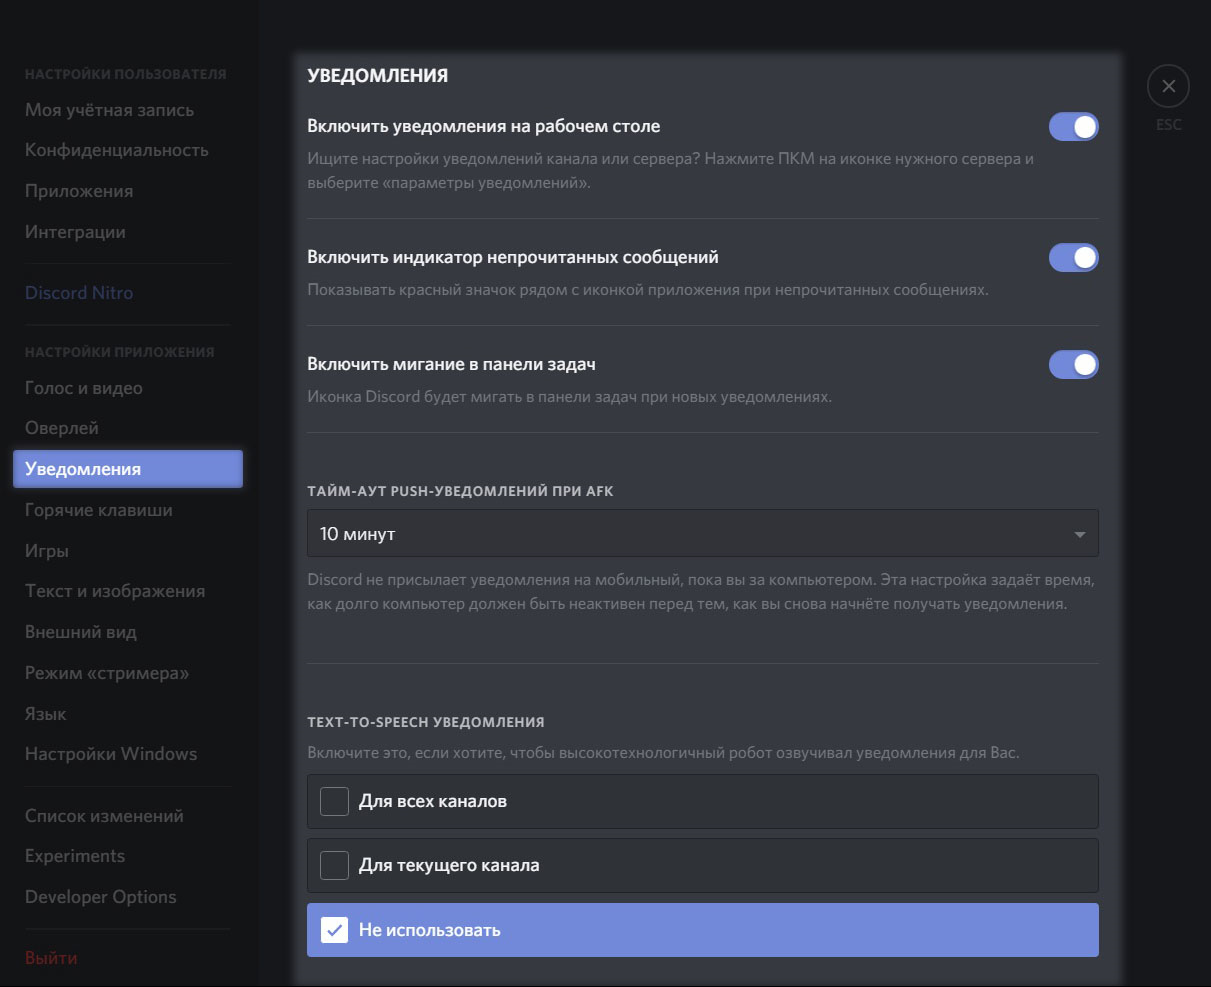 НАСТРОЙКИ ПОЛЬЗОВАТЕЛЯ
Моя учётная запись
Конфиденциальность
Приложения
Интеграции
Discord Nitro
НАСТРОЙКИ ПРИЛОЖЕНИЯ
Голос и видео
Оверлей
Уведомления
Горячие клавиши
Игры
Текст и изображения
Внешний вид
Режим «стримера»
Язык
Настройки Windows
Список изменений
Experiments
Developer Options
Выйти
УВЕДОМЛЕНИЯ
Включить уведомления на рабочем столе
Ищите настройки уведомлений канала или сервера? Нажмите ПКМ на иконке нужного сервера и
выберите «параметры уведомлений».
Включить индикатор непрочитанных сообщений
Показывать красный значок рядом с иконкой приложения при непрочитанных сообщениях.
Включить мигание в панели задач
Иконка Discord будет мигать в панели задач при новых уведомлениях.
ТАЙМ-АУТ PUSH-УВЕДОМЛЕНИЙ ПРИ AFK
10 минут
Discord не присылает уведомления на мобильный, пока вы за компьютером. Эта настройка задаёт время,
как долго компьютер должен быть неактивен перед тем, как вы снова начнёте получать уведомления.
TEXT-TO-SPEECH УВЕДОМЛЕНИЯ
Включите это, если хотите, чтобы высокотехнологичный робот озвучивал уведомления для Вас.
Для всех каналов
Для текущего канала
Не использовать
ESC